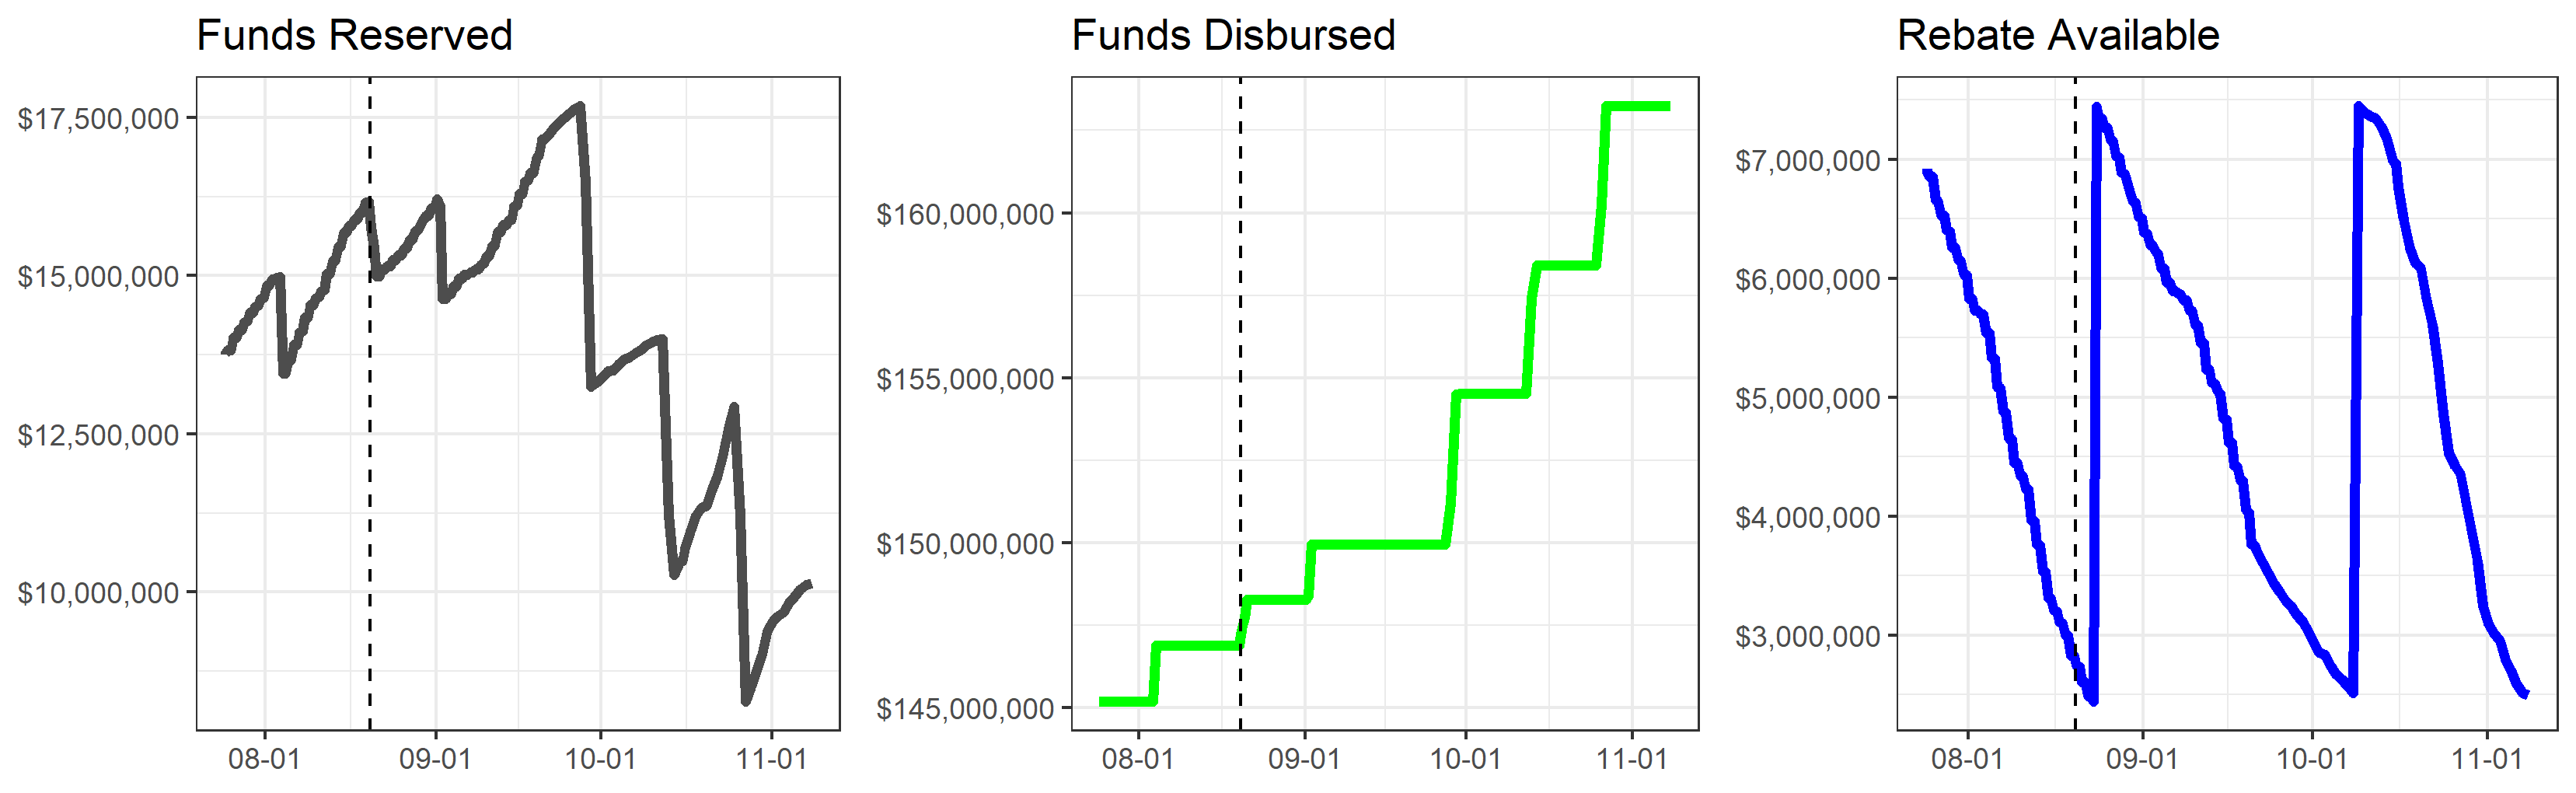 Funds Reserved
$17,500,000
$15,000,000
$12,500,000
$10,000,000
08-01 09-01 10-01 11-01
Funds Disbursed
$160,000,000
$155,000,000
$150,000,000
$145,000,000
08-01 09-01 10-01 11-01
Rebate Available
$7,000,000
$6,000,000
$5,000,000
$4,000,000
$3,000,000
08-01 09-01 10-01 11-01